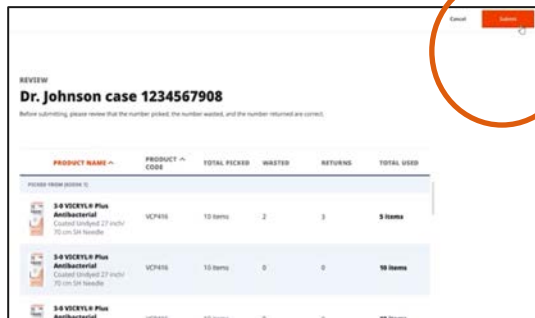 Cancel Submit
REVIEW
Dr. Johnson case 1234567908
Before submitting, please review that the number picked, the number wasted, and the number returned are correct.
PRODUCT NAME PRODUCT CODE TOTAL PICKED WASTED RETURNS TOTAL USED
3-0 VICRYL® Plus
Antibacterial
Coated Undyed 27 inch/
70 cm SH Needle
VCP416 10 items 2 3 5 items
3-0 VICRYL® Plus
Antibacterial
Coated Undyed 27 inch/
70 cm SH Needle
VCP416 10 items 0 0 10 items
3-0 VICRYL® Plus
Antibacterial